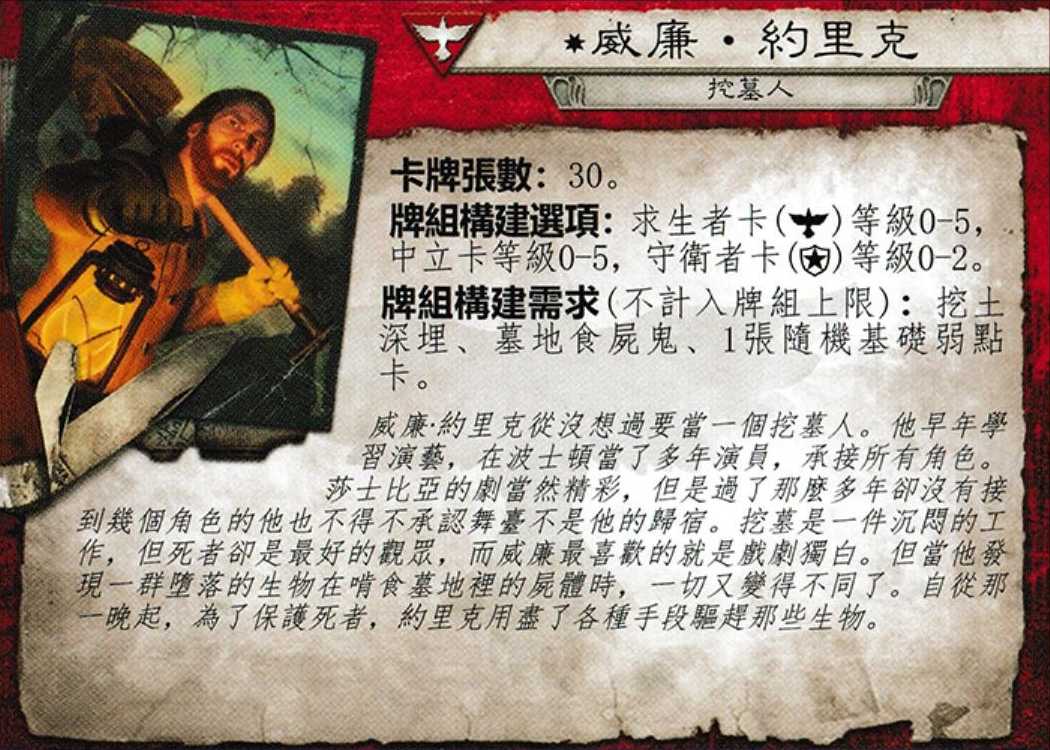 威廉·約里克
挖墓人
卡牌張數：30。
牌組構建選項：求生者卡()等級0-5，
中立卡等級0-5，守衛者卡()等級0-2。
牌組構建需求(不計入牌組上限)：挖土
深埋、墓地食屍鬼、1張隨機基礎弱點
卡。
威廉·約里克從沒想過要當一個挖墓人。他早年學
習演藝，在波士頓當了多年演員，承接所有角色。
莎士比亞的劇當然精彩，但是過了那麼多年卻沒有接
到幾個角色的他也不得不承認舞臺不是他的歸宿。挖墓是一件沉悶的工
作，但死者卻是最好的觀眾，而威廉最喜歡的就是戲劇獨白。但當他發
現一群墮落的生物在啃食墓地裡的屍體時，一切又變得不同了。自從那
一晚起，為了保護死者，約里克用盡了各種手段驅趕那些生物。